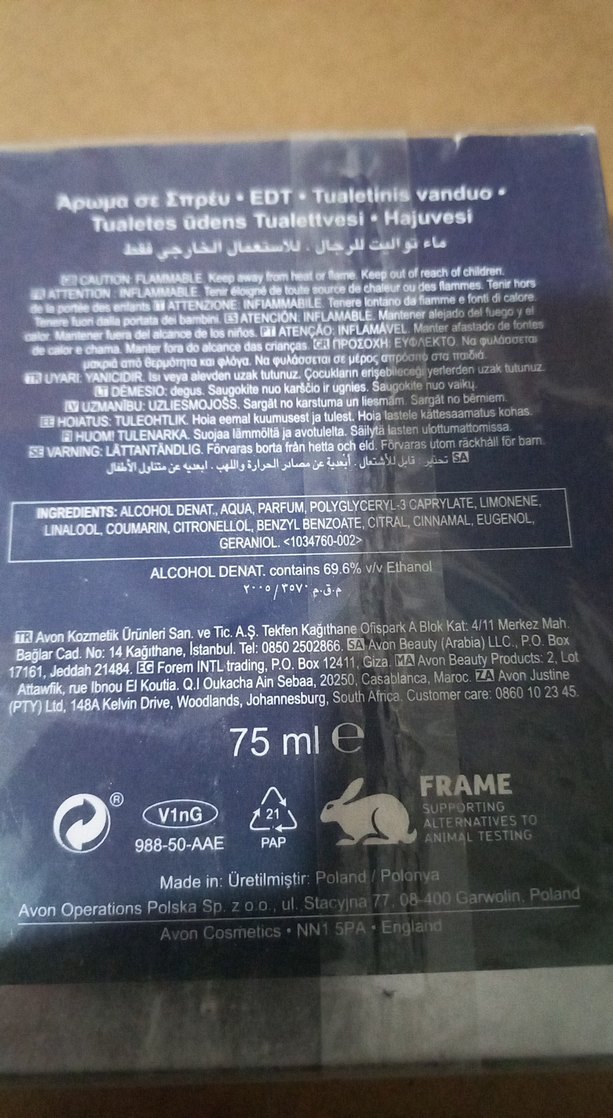 Άρωμα σε Σπρέυ • EDT • Tualetinis vanduo •
Tualetes ūdens Tualettvesi • Hajuvesi
ماء تواليت للرجال . للاستعمال الخارجي فقط
CAUTION: FLAMMABLE. Keep away from heat or flame. Keep out of reach of children.
FR ATTENTION : INFLAMMABLE. Tenir éloigné de toute source de chaleur ou des flammes. Tenir hors
de la portée des enfants IT ATTENZIONE: INFIAMMABILE. Tenere lontano da fiamme e fonti di calore.
Tenere fuori dalla portata dei bambini. ES ATENCIÓN: INFLAMABLE. Mantener alejado del fuego y el
calor. Mantener fuera del alcance de los niños. PT ATENÇÃO: INFLAMÁVEL. Manter afastado de fontes
de calor e chama. Manter fora do alcance das crianças. GR ΠΡΟΣΟΧΗ: ΕΥΦΛΕΚΤΟ. Να φυλάσσεται
μακριά από θερμότητα και φλόγα. Να φυλάσσεται σε μέρος απρόσιτο στα παιδιά.
TR UYARI: YANICIDIR. Isı veya alevden uzak tutunuz. Çocukların erişebileceği yerlerden uzak tutunuz.
LT DĖMESIO: degus. Saugokite nuo karščio ir ugnies. Saugokite nuo vaikų.
LV UZMANĪBU: UZLIESMOJOŠS. Sargāt no karstuma un liesmām. Sargāt no bērniem.
EE HOIATUS: TULEOHTLIK. Hoia eemal kuumusest ja tulest. Hoia lastele kättesaamatus kohas.
FI HUOM! TULENARKA. Suojaa lämmöltä ja avotulelta. Säilytä lasten ulottumattomissa.
SE VARNING: LÄTTANTÄNDLIG. Förvaras borta från hetta och eld. Förvaras utom räckhåll för barn.
SA تحذير : قابل للأشتعال . أبعديه عن مصادر الحرارة واللهب . ابعديه عن متناول الأطفال
INGREDIENTS: ALCOHOL DENAT., AQUA, PARFUM, POLYGLYCERYL-3 CAPRYLATE, LIMONENE,
LINALOOL, COUMARIN, CITRONELLOL, BENZYL BENZOATE, CITRAL, CINNAMAL, EUGENOL,
GERANIOL. <1034760-002>
ALCOHOL DENAT. contains 69.6% v/v Ethanol
م.ق.م ٣٥٧٠/٢٠٠٥
TR Avon Kozmetik Ürünleri San. ve Tic. A.Ş. Tekfen Kağıthane Ofispark A Blok Kat: 4/11 Merkez Mah.
Bağlar Cad. No: 14 Kağıthane, İstanbul. Tel: 0850 2502866. SA Avon Beauty (Arabia) LLC., P.O. Box
17161, Jeddah 21484. EG Forem INTL trading, P.O. Box 12411, Giza. MA Avon Beauty Products: 2, Lot
Attawfik, rue Ibnou El Koutia. Q.I Oukacha Ain Sebaa, 20250, Casablanca, Maroc. ZA Avon Justine
(PTY) Ltd, 148A Kelvin Drive, Woodlands, Johannesburg, South Africa. Customer care: 0860 10 23 45.
75 ml ℮
®
V1nG
988-50-AAE
21
PAP
FRAME
SUPPORTING
ALTERNATIVES TO
ANIMAL TESTING
Made in: Üretilmiştir: Poland / Polonya
Avon Operations Polska Sp. z o.o., ul. Stacyjna 77, 08-400 Garwolin, Poland
Avon Cosmetics • NN1 5PA • England